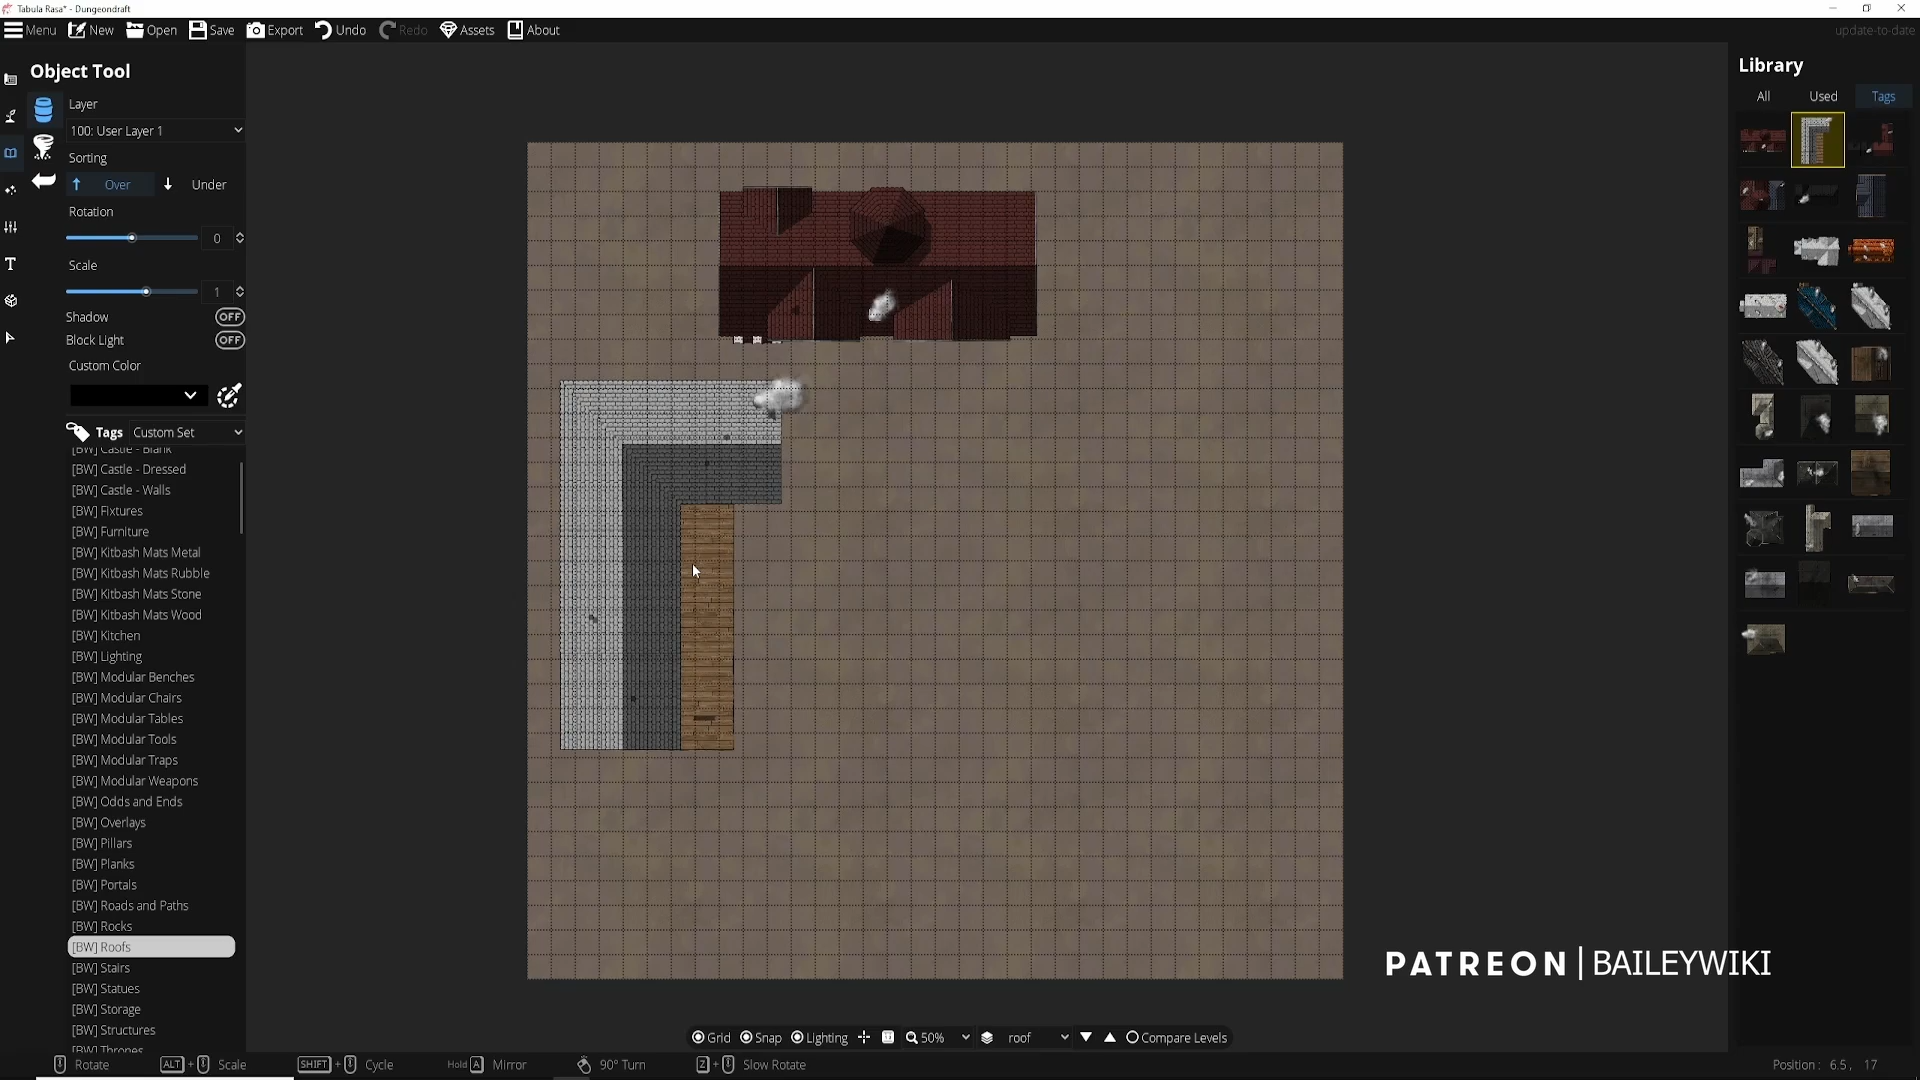 Tabula Rasa* - Dungeondraft
Menu New Open Save Export Undo Redo Assets About update-to-date
Object Tool
Layer
100: User Layer 1
Sorting
Over Under
Rotation
0
Scale
1
Shadow OFF
Block Light OFF
Custom Color
Tags Custom Set
[BW] Castle - Blank
[BW] Castle - Dressed
[BW] Castle - Walls
[BW] Fixtures
[BW] Furniture
[BW] Kitbash Mats Metal
[BW] Kitbash Mats Rubble
[BW] Kitbash Mats Stone
[BW] Kitbash Mats Wood
[BW] Kitchen
[BW] Lighting
[BW] Modular Benches
[BW] Modular Chairs
[BW] Modular Tables
[BW] Modular Tools
[BW] Modular Traps
[BW] Modular Weapons
[BW] Odds and Ends
[BW] Overlays
[BW] Pillars
[BW] Planks
[BW] Portals
[BW] Roads and Paths
[BW] Rocks
[BW] Roofs
[BW] Stairs
[BW] Statues
[BW] Storage
[BW] Structures
[BW] Thrones
Library
All Used Tags
PATREON | BAILEYWIKI
Grid Snap Lighting 50% roof Compare Levels
Rotate ALT + Scale SHIFT + Cycle Hold A Mirror 90° Turn Z + Slow Rotate Position : 6.5, 17